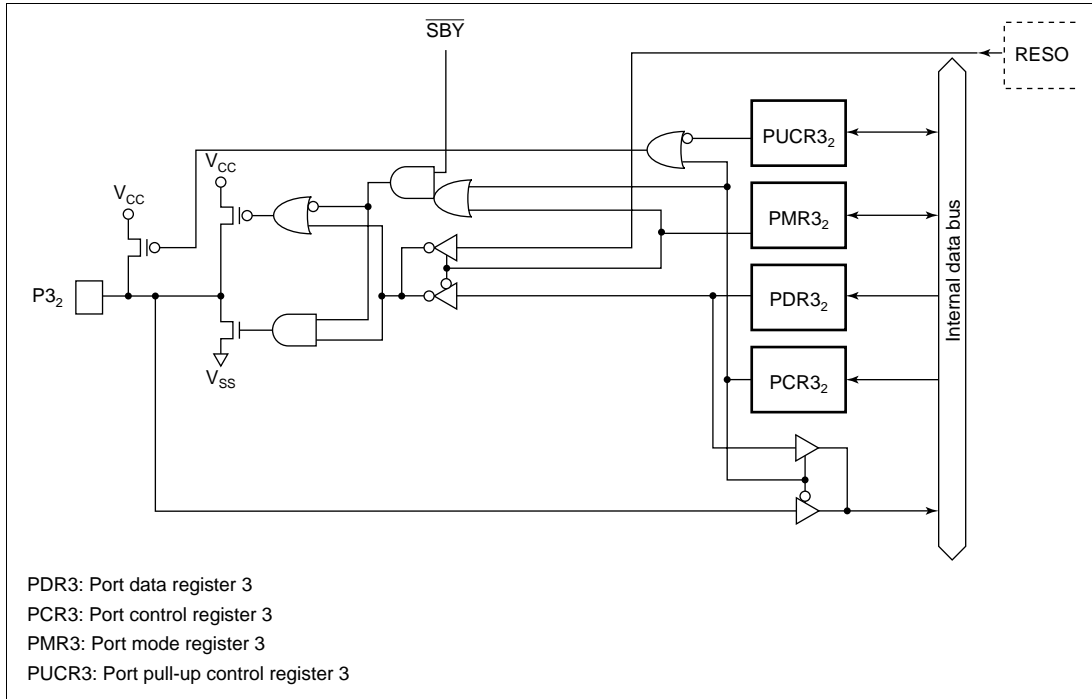 SBY
RESO
PUCR3₂
V_CC
V_CC
PMR3₂
P3₂
PDR3₂
Internal data bus
V_SS
PCR3₂
PDR3: Port data register 3
PCR3: Port control register 3
PMR3: Port mode register 3
PUCR3: Port pull-up control register 3